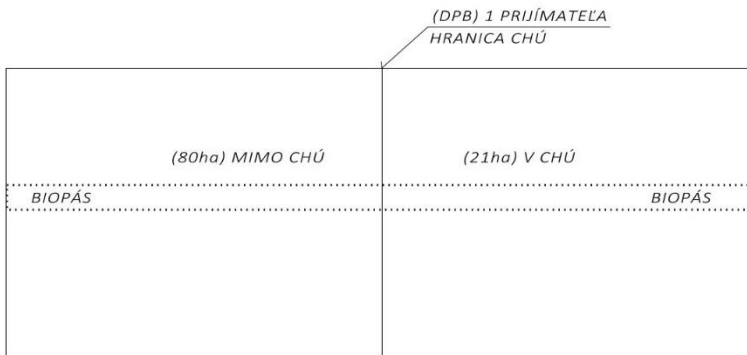 (DPB) 1 PRIJÍMATEĽA
HRANICA CHÚ
(80ha) MIMO CHÚ
(21ha) V CHÚ
BIOPÁS
BIOPÁS